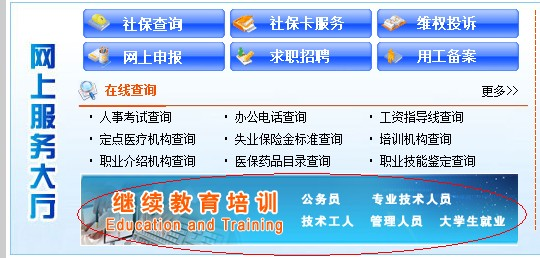 网上服务大厅
社保查询 社保卡服务 维权投诉
网上申报 求职招聘 用工备案
在线查询 更多>>
· 人事考试查询 · 办公电话查询 · 工资指导线查询
· 定点医疗机构查询 · 失业保险金标准查询 · 培训机构查询
· 职业介绍机构查询 · 医保药品目录查询 · 职业技能鉴定查询
继续教育培训
Education and Training
公务员 专业技术人员
技术工人 管理人员 大学生就业